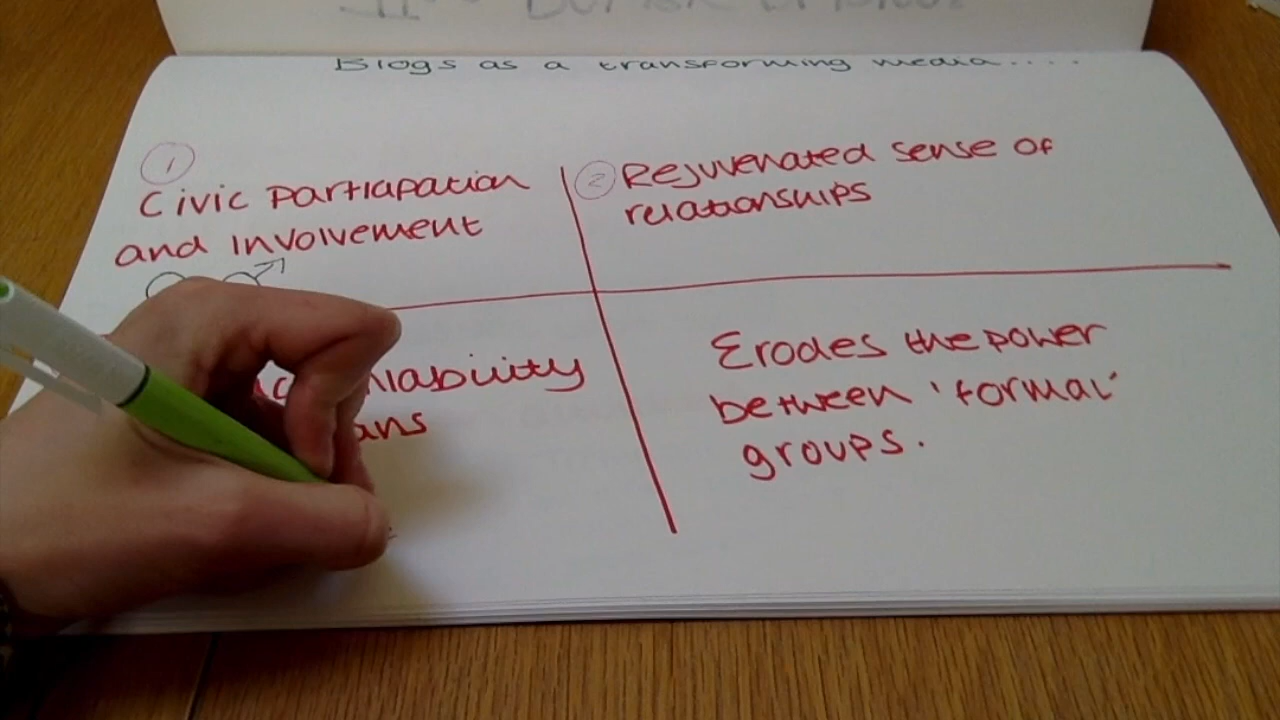 Blogs as a transforming media....
1
Civic Partiapation
and involvement
2 Rejuvenated sense of
relationships
Erodes the power
between 'formal'
groups.